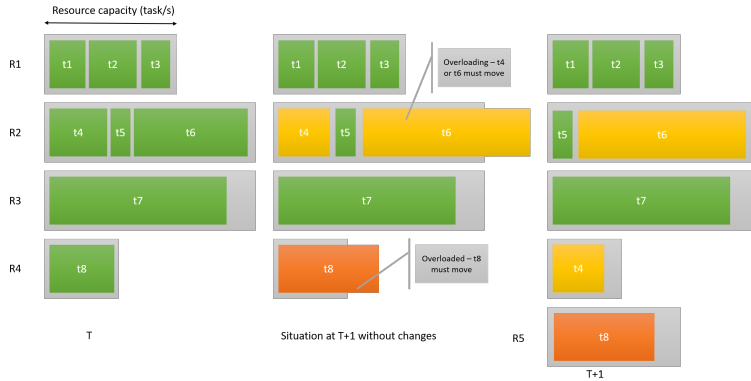 Resource capacity (task/s)
R1
t1 t2 t3
t1 t2 t3
Overloading – t4
or t6 must move
t1 t2 t3
R2
t4 t5 t6
t4 t5 t6
t5 t6
R3
t7
t7
t7
R4
t8
t8
Overloaded – t8
must move
t4
T
Situation at T+1 without changes
R5
t8
T+1